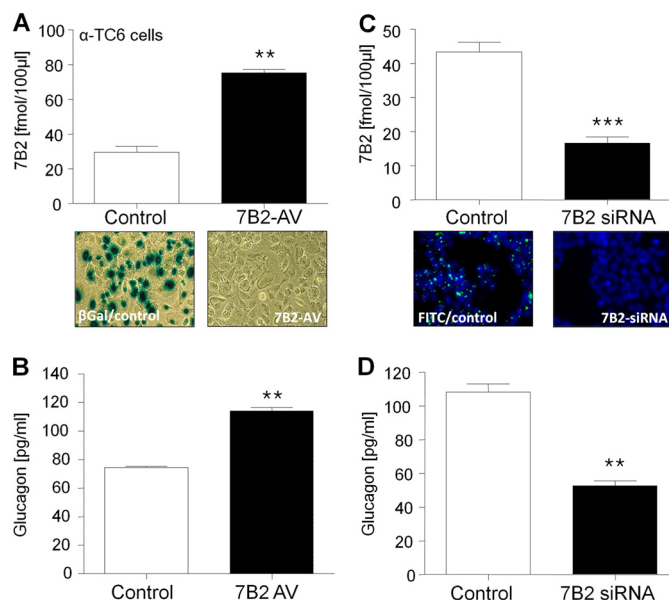 A
α-TC6 cells
**
7B2 [fmol/100µl]
100
80
60
40
20
0
Control
7B2-AV
βGal/control
7B2-AV
C
***
7B2 [fmol/100µl]
50
40
30
20
10
0
Control
7B2 siRNA
FITC/control
7B2-siRNA
B
**
Glucagon [pg/ml]
140
120
100
80
60
40
20
0
Control
7B2 AV
D
**
Glucagon [pg/ml]
120
100
80
60
40
20
0
Control
7B2 siRNA